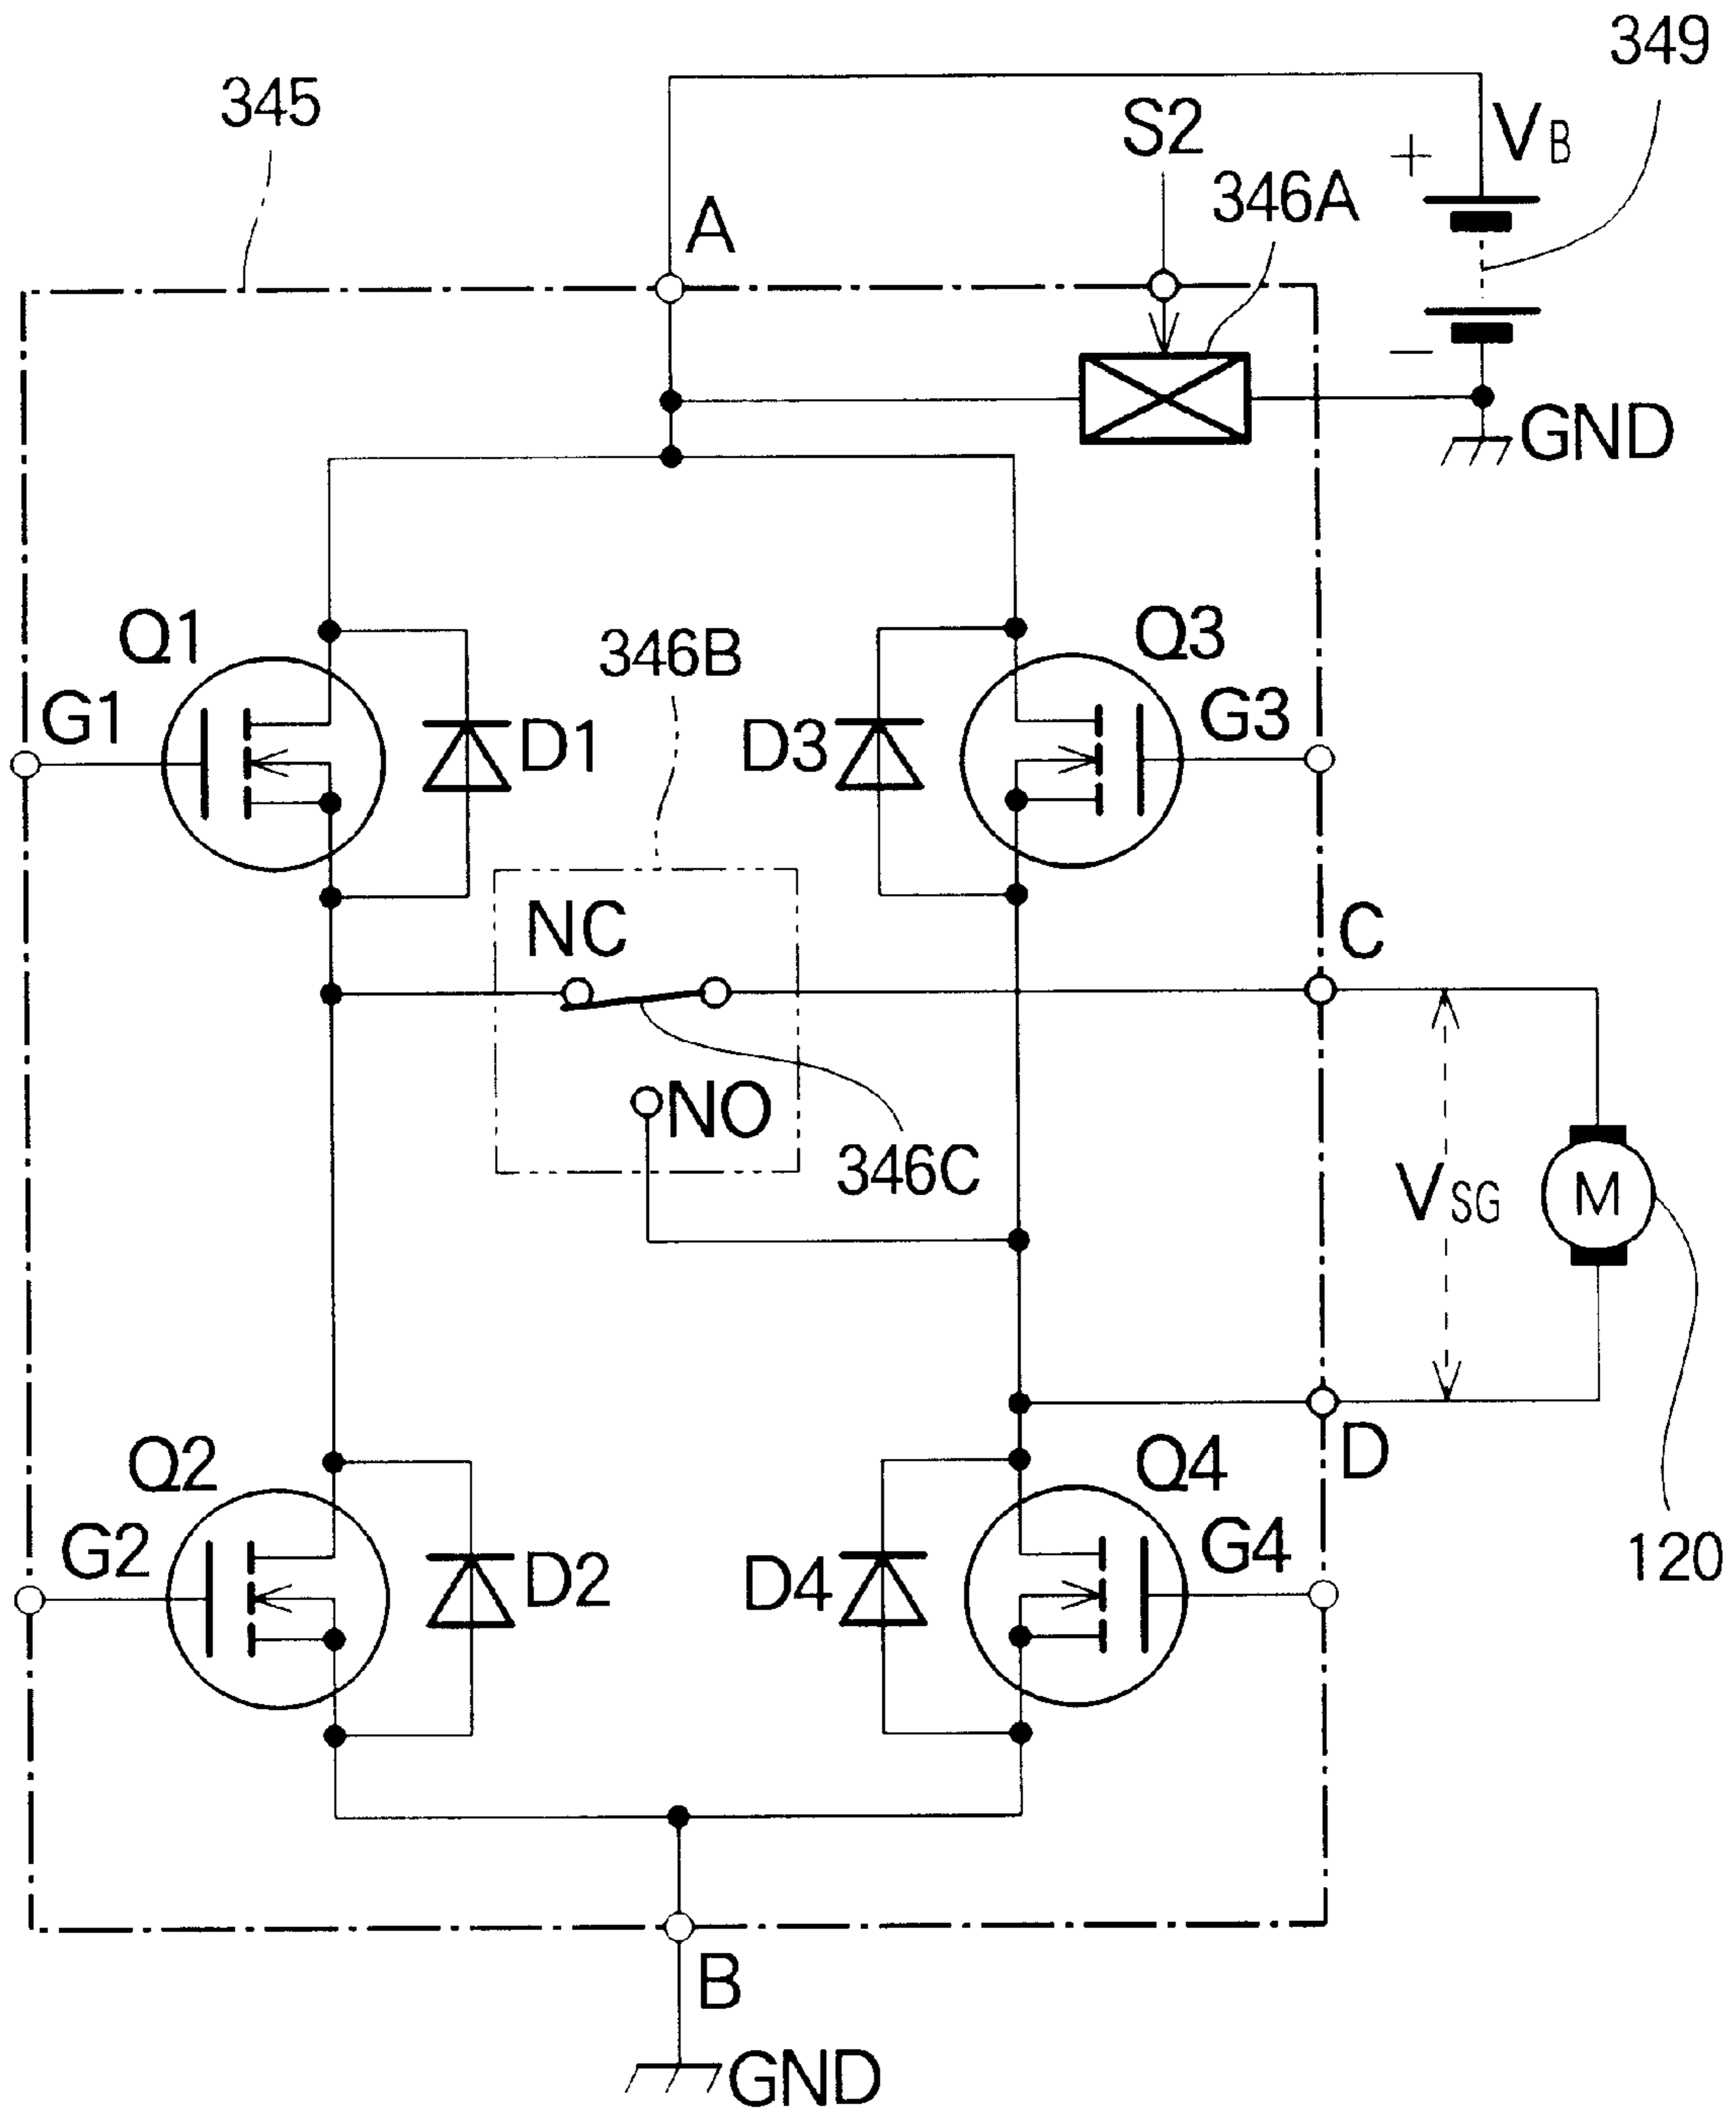 349
345
S2
VB
+
346A
A
−
GND
Q1
346B
Q3
G1
G3
D1
D3
NC
C
NO
346C
VSG
M
Q2
Q4
D
G2
G4
120
D2
D4
B
GND